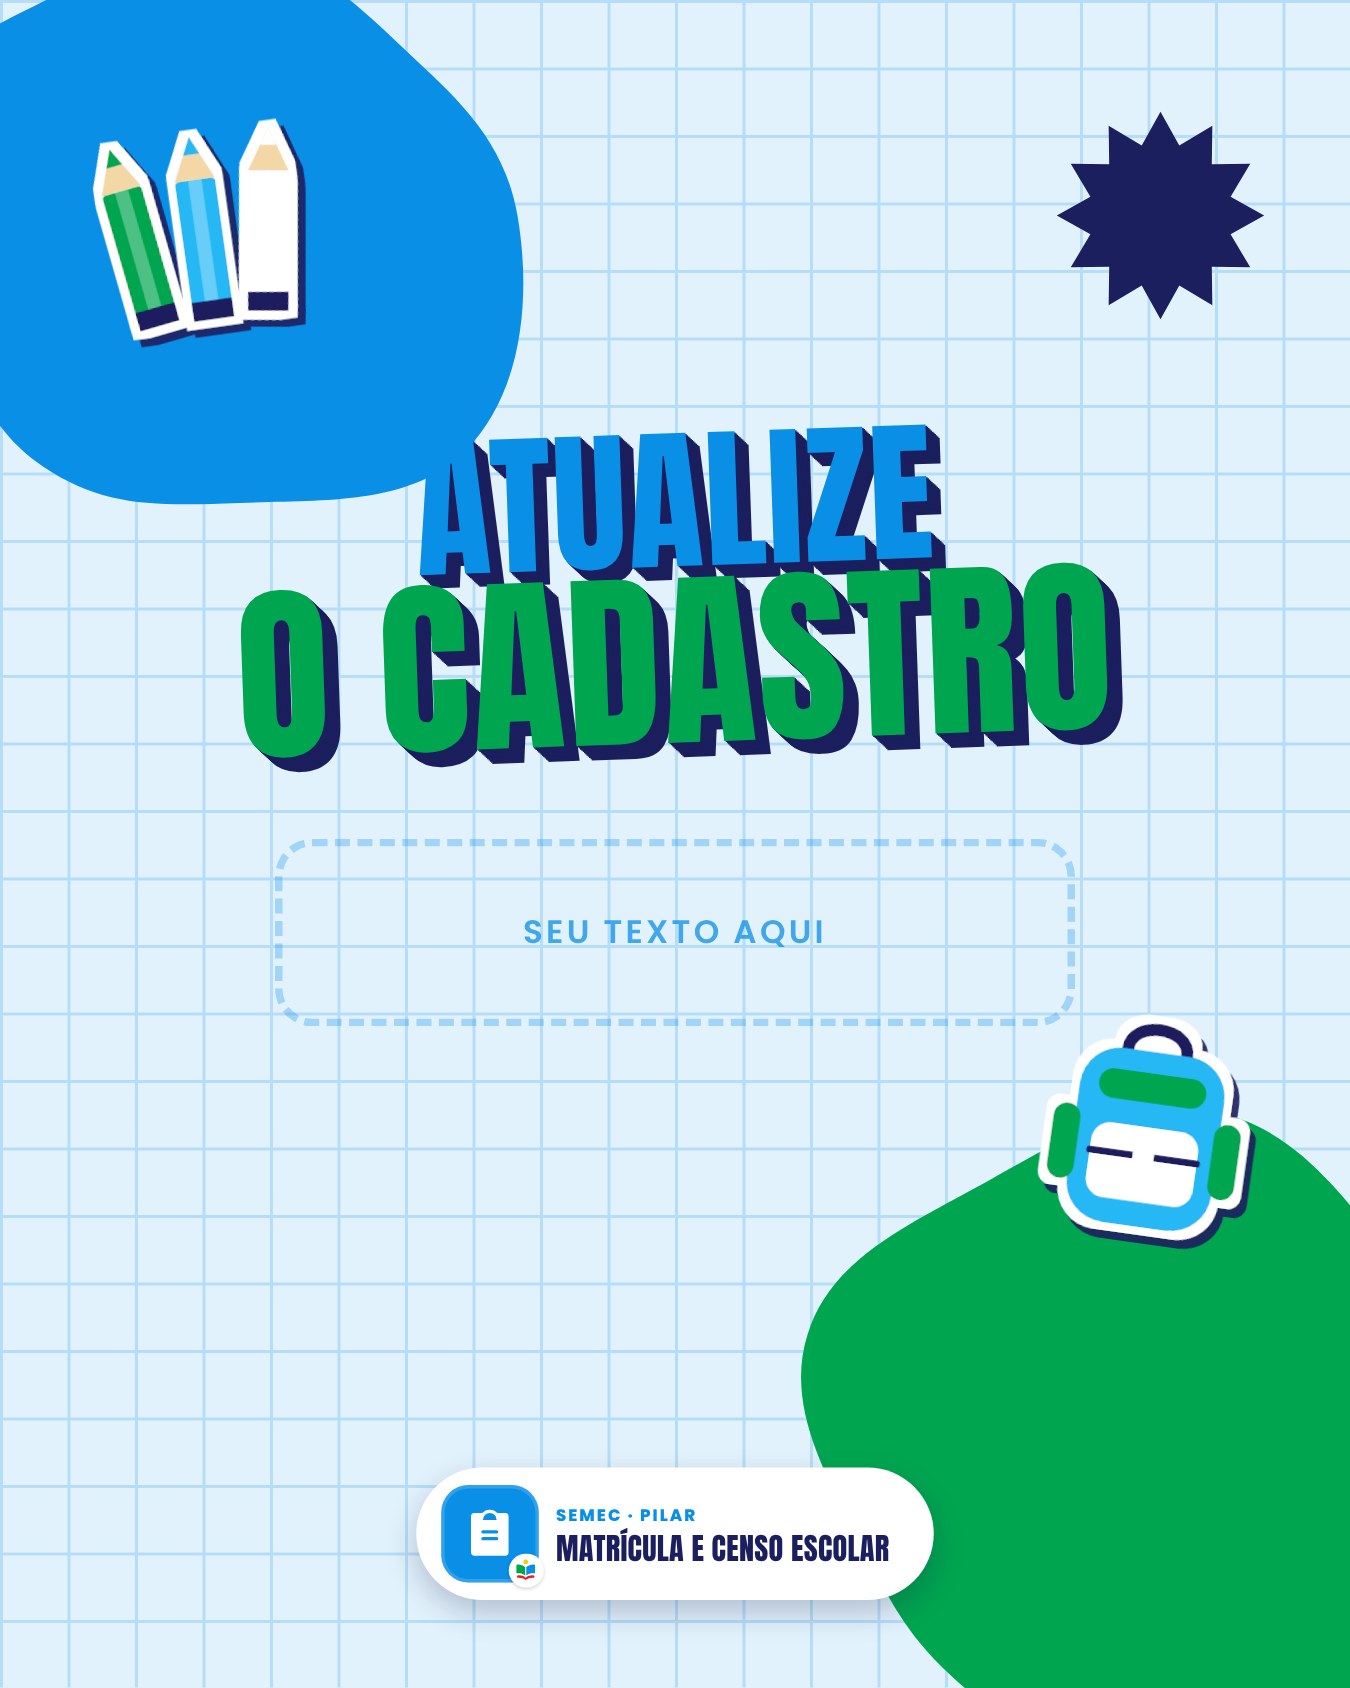 ATUALIZE
O CADASTRO
SEU TEXTO AQUI
SEMEC · PILAR
MATRÍCULA E CENSO ESCOLAR